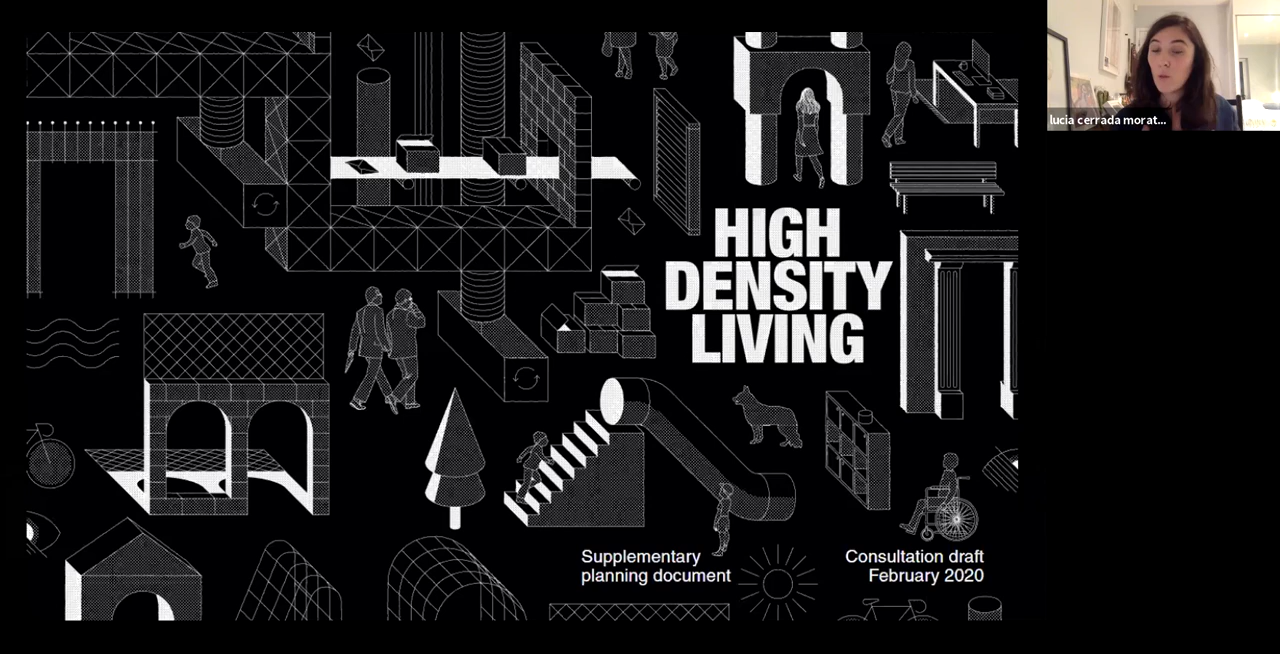 lucia cerrada morat...
HIGH
DENSITY
LIVING
Supplementary
planning document
Consultation draft
February 2020